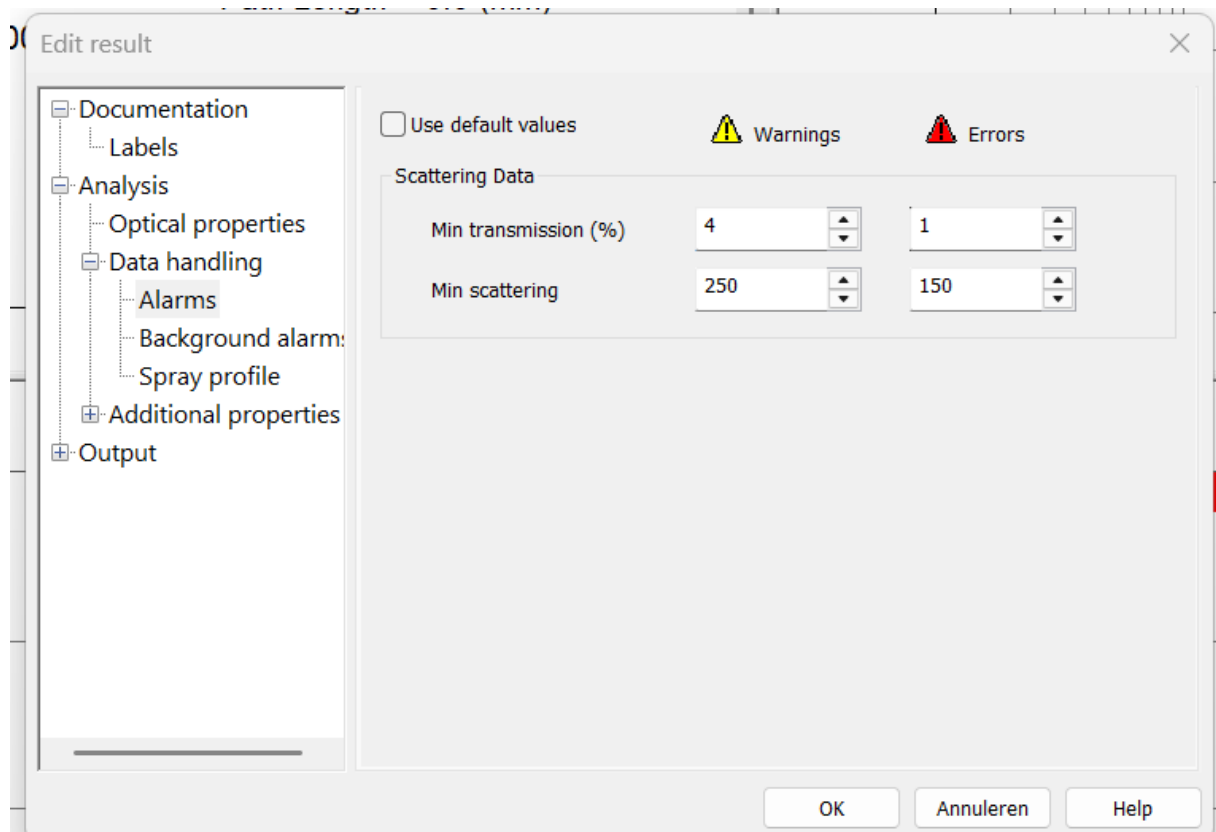 Edit result
Documentation
Labels
Analysis
Optical properties
Data handling
Alarms
Background alarms
Spray profile
Additional properties
Output
Use default values
Warnings
Errors
Scattering Data
Min transmission (%)
4
1
Min scattering
250
150
OK
Annuleren
Help